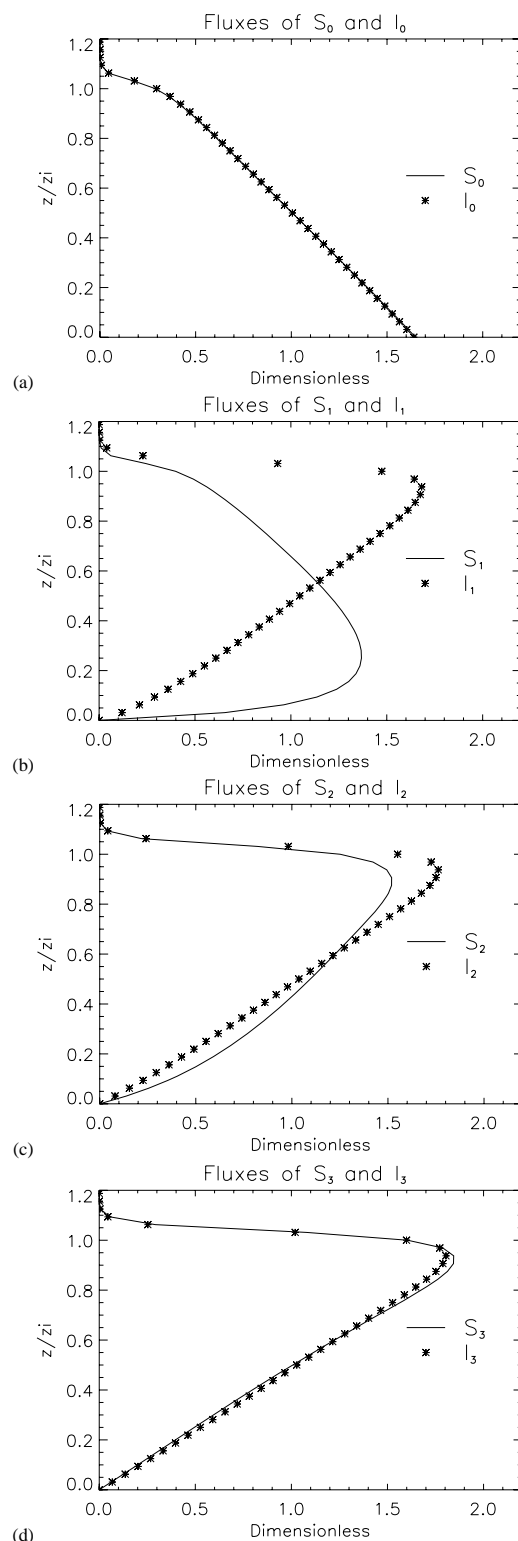 Fluxes of S₀ and I₀
1.2
1.0
0.8
0.6
0.4
0.2
0.0
z/zi
S₀
I₀
0.0 0.5 1.0 1.5 2.0
Dimensionless
(a)
Fluxes of S₁ and I₁
1.2
1.0
0.8
0.6
0.4
0.2
0.0
z/zi
S₁
I₁
0.0 0.5 1.0 1.5 2.0
Dimensionless
(b)
Fluxes of S₂ and I₂
1.2
1.0
0.8
0.6
0.4
0.2
0.0
z/zi
S₂
I₂
0.0 0.5 1.0 1.5 2.0
Dimensionless
(c)
Fluxes of S₃ and I₃
1.2
1.0
0.8
0.6
0.4
0.2
0.0
z/zi
S₃
I₃
0.0 0.5 1.0 1.5 2.0
Dimensionless
(d)